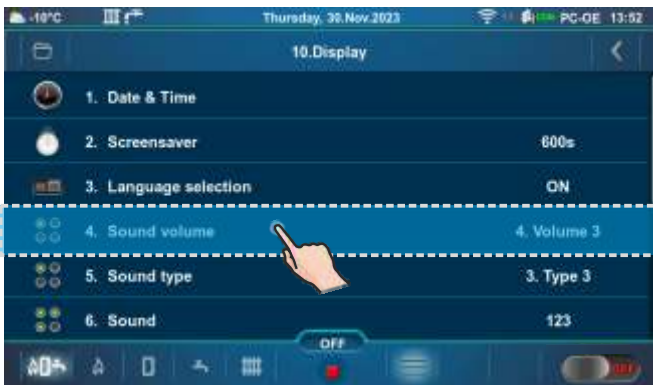 -10°C Thursday, 30.Nov.2023 PC-OE 13:52
10.Display
1. Date & Time
2. Screensaver 600s
3. Language selection ON
4. Sound volume 4. Volume 3
5. Sound type 3. Type 3
6. Sound 123
OFF
OFF